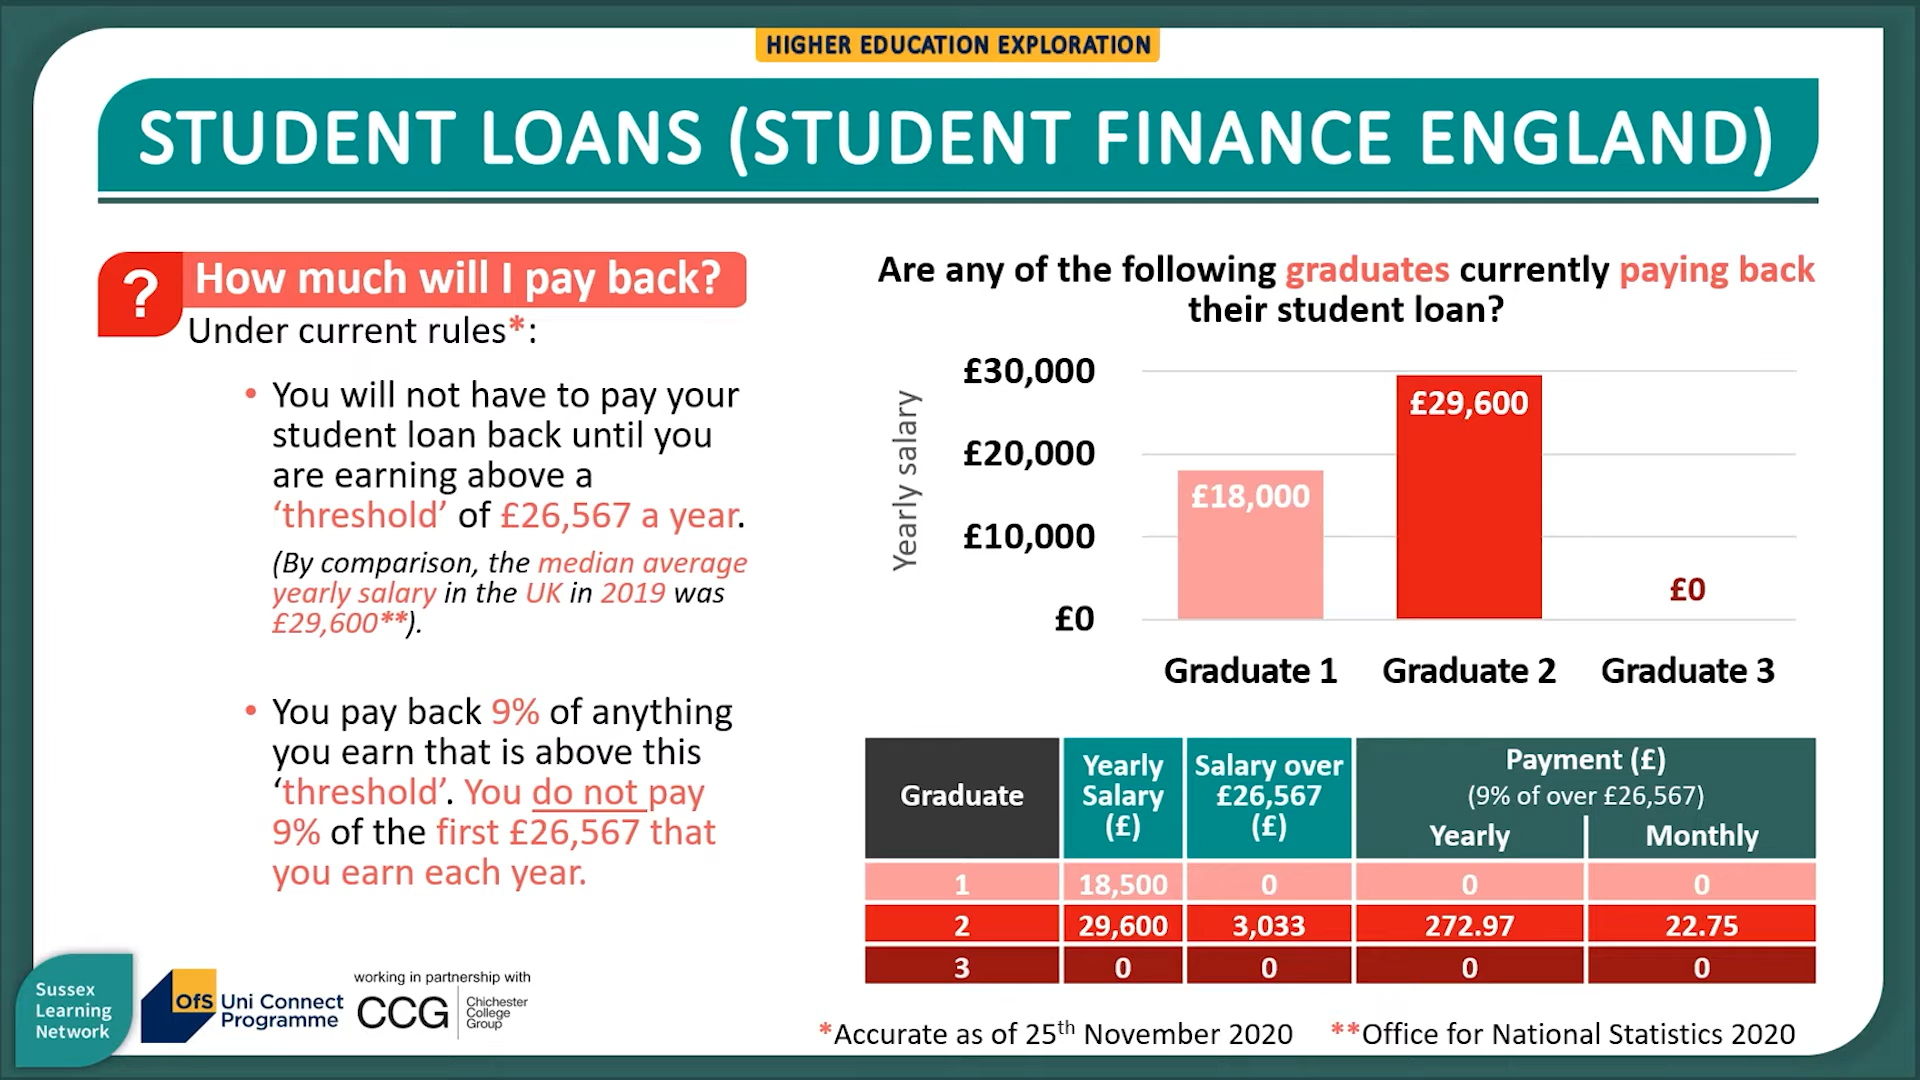 HIGHER EDUCATION EXPLORATION
STUDENT LOANS (STUDENT FINANCE ENGLAND)
?
How much will I pay back?
Under current rules*:
• You will not have to pay your
student loan back until you
are earning above a
‘threshold’ of £26,567 a year.
(By comparison, the median average
yearly salary in the UK in 2019 was
£29,600**).
• You pay back 9% of anything
you earn that is above this
‘threshold’. You do not pay
9% of the first £26,567 that
you earn each year.
Are any of the following graduates currently paying back
their student loan?
Yearly salary
£30,000
£20,000
£10,000
£0
£18,000
£29,600
£0
Graduate 1 Graduate 2 Graduate 3
Graduate
Yearly
Salary
(£)
Salary over
£26,567
(£)
Payment (£)
(9% of over £26,567)
Yearly Monthly
1 18,500 0 0 0
2 29,600 3,033 272.97 22.75
3 0 0 0 0
Sussex
Learning
Network
OfS Uni Connect
Programme
working in partnership with
CCG
Chichester
College
Group
*Accurate as of 25th November 2020 **Office for National Statistics 2020